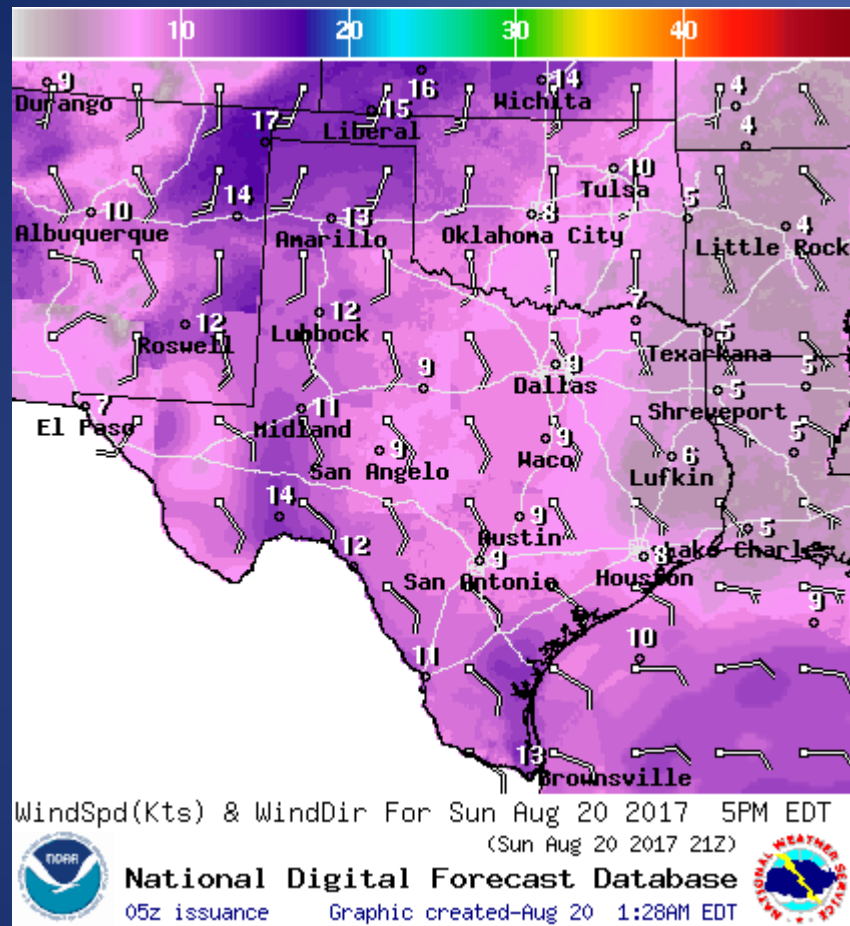 10 20 30 40
9 16 14 4
Durango 15 Wichita
17 Liberal 4
10
14 Tulsa
10 13 8 5 4
Albuquerque Amarillo Oklahoma City Little Rock
12 12 7
Roswell Lubbock 5
9 9 Texarkana
Dallas 5 5
7 11 Shreveport
El Paso Midland 9 9 5
San Angelo Waco 6
Lufkin
14 9 5
12 Austin Lake Charles
9 8
San Antonio Houston
9
11 10
13
Brownsville
WindSpd(Kts) & WindDir For Sun Aug 20 2017 5PM EDT
(Sun Aug 20 2017 21Z)
NOAA
National Digital Forecast Database
05z issuance Graphic created-Aug 20 1:28AM EDT
NATIONAL WEATHER SERVICE